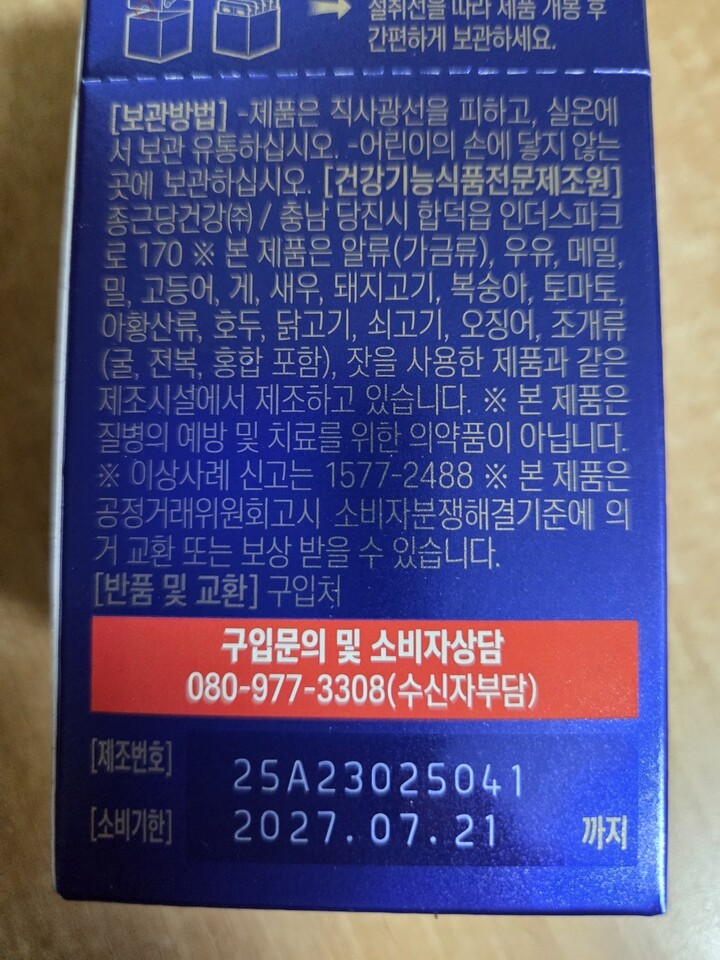 절취선을 따라 제품 개봉 후
간편하게 보관하세요.
[보관방법] -제품은 직사광선을 피하고, 실온에
서 보관 유통하십시오. -어린이의 손에 닿지 않는
곳에 보관하십시오. [건강기능식품전문제조원]
종근당건강㈜ / 충남 당진시 합덕읍 인더스파크
로 170 ※ 본 제품은 알류(가금류), 우유, 메밀,
밀, 고등어, 게, 새우, 돼지고기, 복숭아, 토마토,
아황산류, 호두, 닭고기, 쇠고기, 오징어, 조개류
(굴, 전복, 홍합 포함), 잣을 사용한 제품과 같은
제조시설에서 제조하고 있습니다. ※ 본 제품은
질병의 예방 및 치료를 위한 의약품이 아닙니다.
※ 이상사례 신고는 1577-2488 ※ 본 제품은
공정거래위원회고시 소비자분쟁해결기준에 의
거 교환 또는 보상 받을 수 있습니다.
[반품 및 교환] 구입처
구입문의 및 소비자상담
080-977-3308(수신자부담)
[제조번호] 25A23025041
[소비기한] 2027.07.21 까지